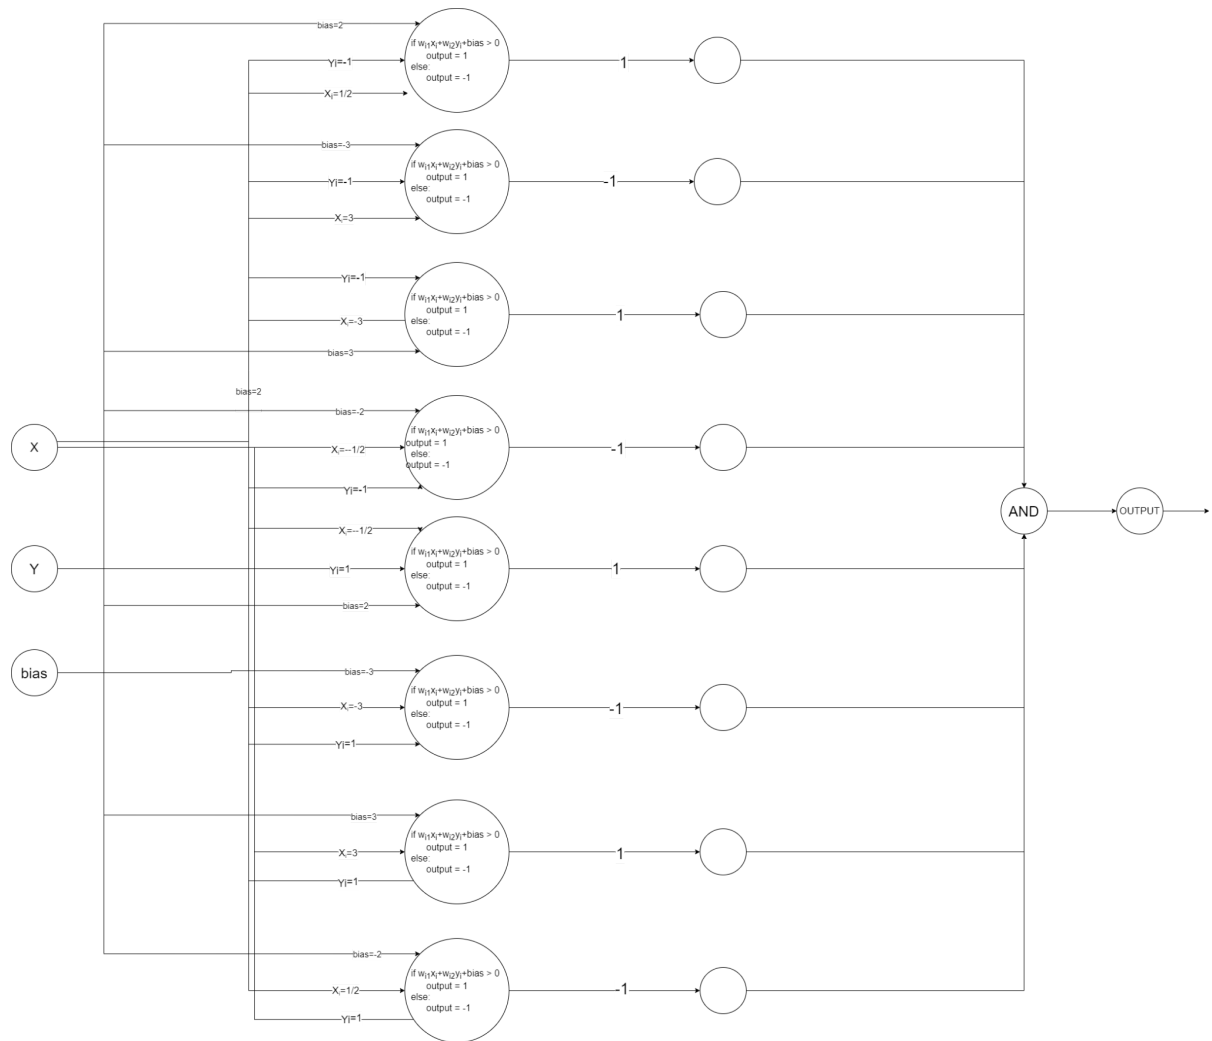 bias=2
if wi1xi+wi2yi+bias > 0
output = 1
else:
output = -1
Yi=-1
Xi=1/2
1
bias=-3
if wi1xi+wi2yi+bias > 0
output = 1
else:
output = -1
Yi=-1
Xi=3
-1
Yi=-1
if wi1xi+wi2yi+bias > 0
output = 1
else:
output = -1
Xi=-3
bias=3
1
bias=2
bias=-2
if wi1xi+wi2yi+bias > 0
output = 1
else:
output = -1
X
Xi=--1/2
Yi=-1
-1
AND
OUTPUT
Xi=--1/2
if wi1xi+wi2yi+bias > 0
output = 1
else:
output = -1
Y
Yi=1
bias=2
1
bias
bias=-3
if wi1xi+wi2yi+bias > 0
output = 1
else:
output = -1
Xi=-3
Yi=1
-1
bias=3
if wi1xi+wi2yi+bias > 0
output = 1
else:
output = -1
Xi=3
Yi=1
1
bias=-2
if wi1xi+wi2yi+bias > 0
output = 1
else:
output = -1
Xi=1/2
Yi=1
-1